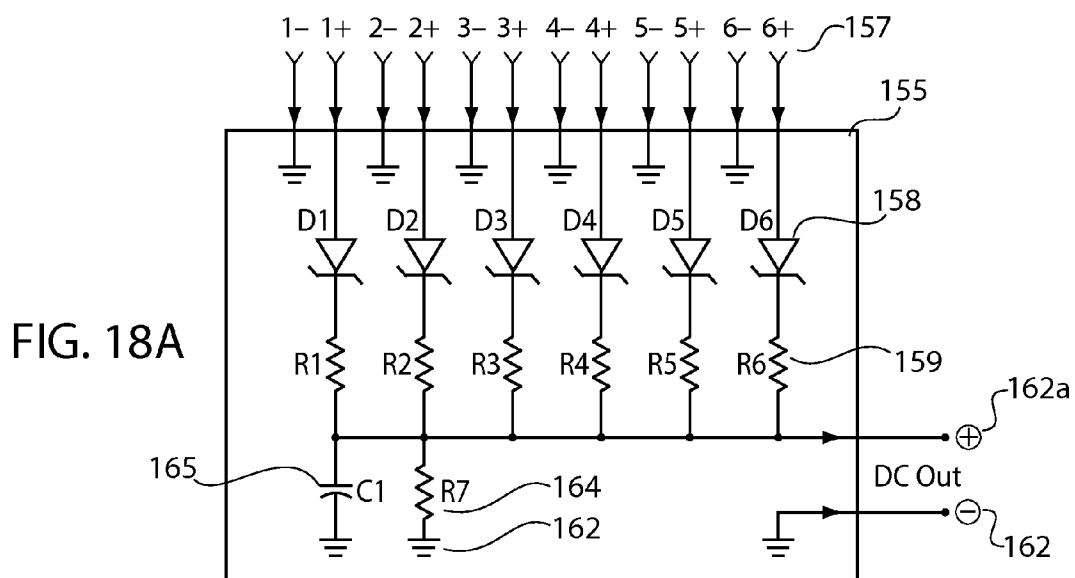 1– 1+ 2– 2+ 3– 3+ 4– 4+ 5– 5+ 6– 6+ 157
155
D1 D2 D3 D4 D5 D6 158
FIG. 18A
R1 R2 R3 R4 R5 R6 159
162a
+
165 C1 R7 164 DC Out
162 – 162